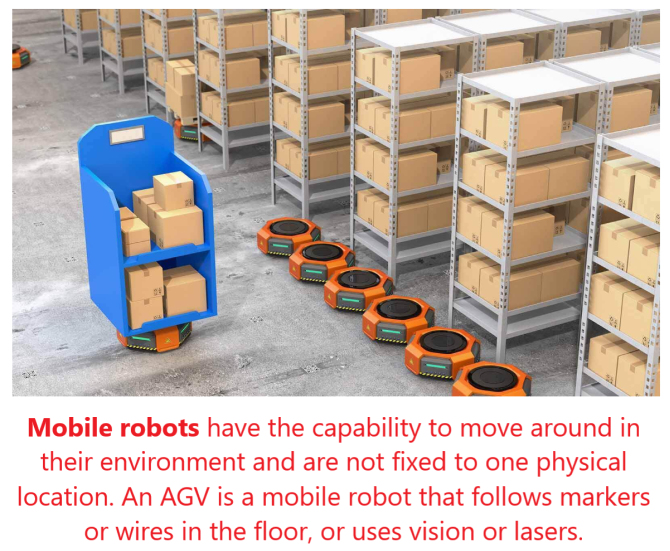 Mobile robots have the capability to move around in
their environment and are not fixed to one physical
location. An AGV is a mobile robot that follows markers
or wires in the floor, or uses vision or lasers.